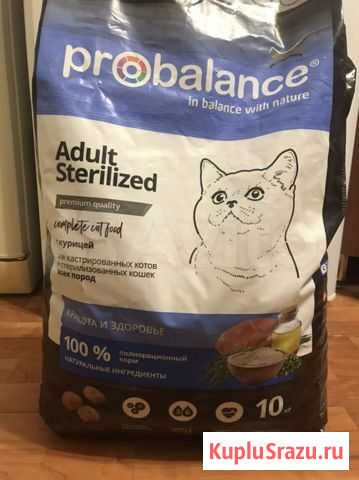 probalance®
In balance with nature
Adult
Sterilized
premium quality
complete cat food
курицей
кастрированных котов
стерилизованных кошек
всех пород
КРАСОТА И ЗДОРОВЬЕ
100 %
полнорационный
корм
НАТУРАЛЬНЫЕ ИНГРЕДИЕНТЫ
10 кг
KupluSrazu.ru